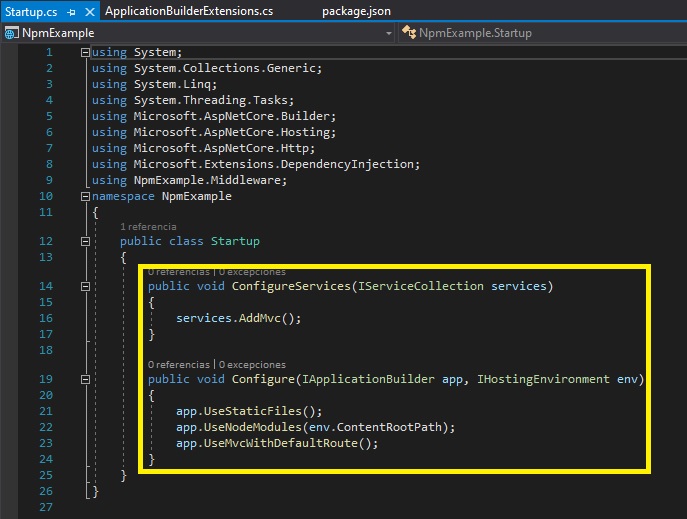 Startup.cs ApplicationBuilderExtensions.cs package.json
NpmExample NpmExample.Startup
1 using System;
2 using System.Collections.Generic;
3 using System.Linq;
4 using System.Threading.Tasks;
5 using Microsoft.AspNetCore.Builder;
6 using Microsoft.AspNetCore.Hosting;
7 using Microsoft.AspNetCore.Http;
8 using Microsoft.Extensions.DependencyInjection;
9 using NpmExample.Middleware;
10 namespace NpmExample
11 {
1 referencia
12 public class Startup
13 {
0 referencias | 0 excepciones
14 public void ConfigureServices(IServiceCollection services)
15 {
16 services.AddMvc();
17 }
18
0 referencias | 0 excepciones
19 public void Configure(IApplicationBuilder app, IHostingEnvironment env)
20 {
21 app.UseStaticFiles();
22 app.UseNodeModules(env.ContentRootPath);
23 app.UseMvcWithDefaultRoute();
24 }
25 }
26 }
27